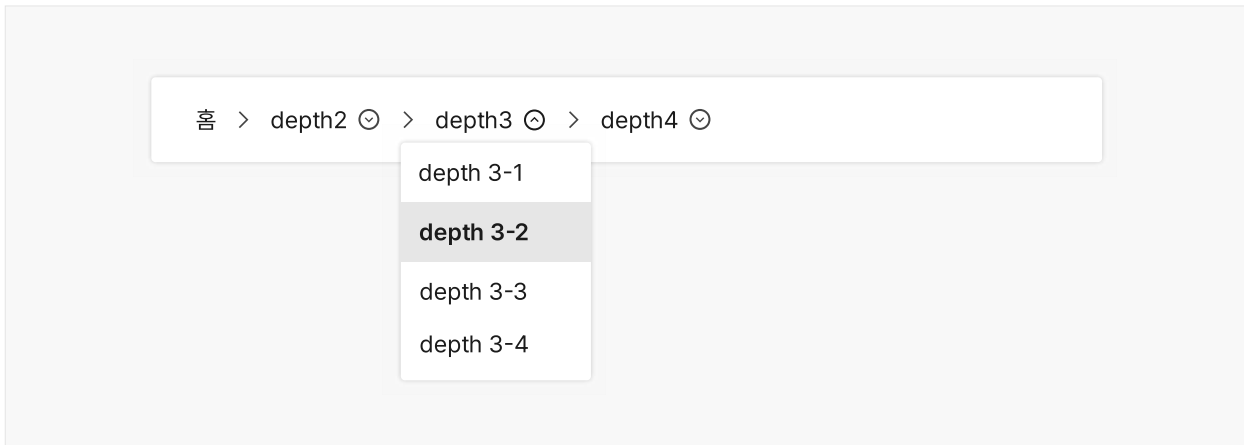 홈 > depth2 > depth3 > depth4
depth 3-1
depth 3-2
depth 3-3
depth 3-4